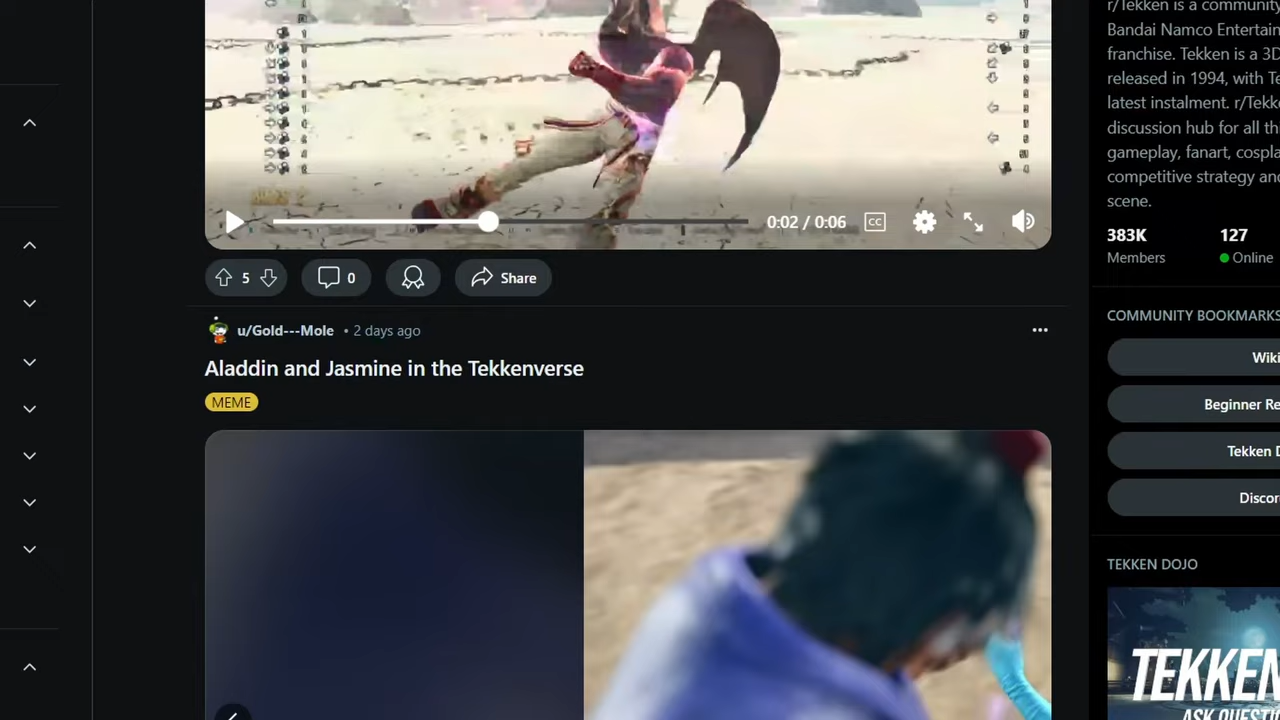 0:02 / 0:06
CC
5
0
Share
u/Gold---Mole • 2 days ago
Aladdin and Jasmine in the Tekkenverse
MEME
r/Tekken is a community
Bandai Namco Entertain
franchise. Tekken is a 3D
released in 1994, with Te
latest instalment. r/Tekk
discussion hub for all th
gameplay, fanart, cospla
competitive strategy and
scene.
383K
127
Members
Online
COMMUNITY BOOKMARKS
Wiki
Beginner Re
Tekken D
Discor
TEKKEN DOJO
TEKKEN
ASK QUESTI